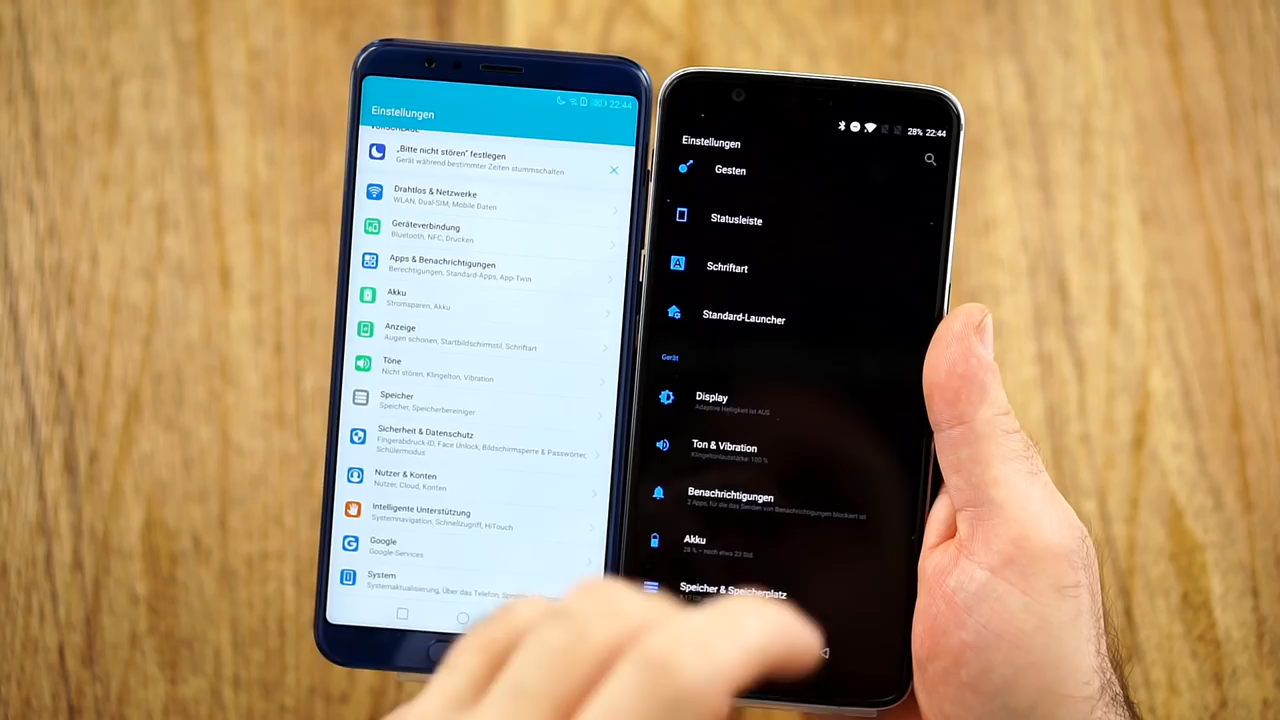 22:44
Einstellungen
VORSCHLÄGE
„Bitte nicht stören" festlegen
Gerät während bestimmter Zeiten stummschalten
Drahtlos & Netzwerke
WLAN, Dual-SIM, Mobile Daten
Geräteverbindung
Bluetooth, NFC, Drucken
Apps & Benachrichtigungen
Berechtigungen, Standard-Apps, App-Twin
Akku
Stromsparen, Akku
Anzeige
Augen schonen, Startbildschirmstil, Schriftart
Töne
Nicht stören, Klingelton, Vibration
Speicher
Speicher, Speicherbereiniger
Sicherheit & Datenschutz
Fingerabdruck-ID, Face Unlock, Bildschirmsperre & Passwörter,
Schülermodus
Nutzer & Konten
Nutzer, Cloud, Konten
Intelligente Unterstützung
Systemnavigation, Schnellzugriff, HiTouch
Google
Google-Services
System
Systemaktualisierung, Über das Telefon, Sprache
28% 22:44
Einstellungen
Gesten
Statusleiste
A
Schriftart
Standard-Launcher
Gerät
Display
Adaptive Helligkeit ist AUS
Ton & Vibration
Klingeltonlautstärke: 100 %
Benachrichtigungen
2 Apps, für die das Senden von Benachrichtigungen blockiert ist
Akku
28 % – noch etwa 23 Std.
Speicher & Speicherplatz